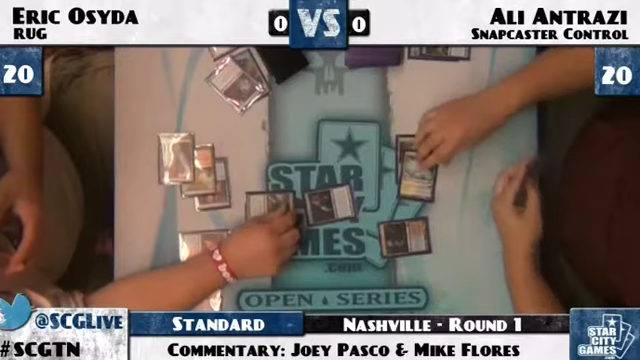 ERIC OSYDA
RUG
20
0 VS 0
ALI ANTRAZI
SNAPCASTER CONTROL
20
STAR
CITY
GAMES
.COM
OPEN SERIES
@SCGLIVE
#SCGTN
STANDARD
NASHVILLE - ROUND 1
COMMENTARY: JOEY PASCO & MIKE FLORES
STAR
CITY
GAMES